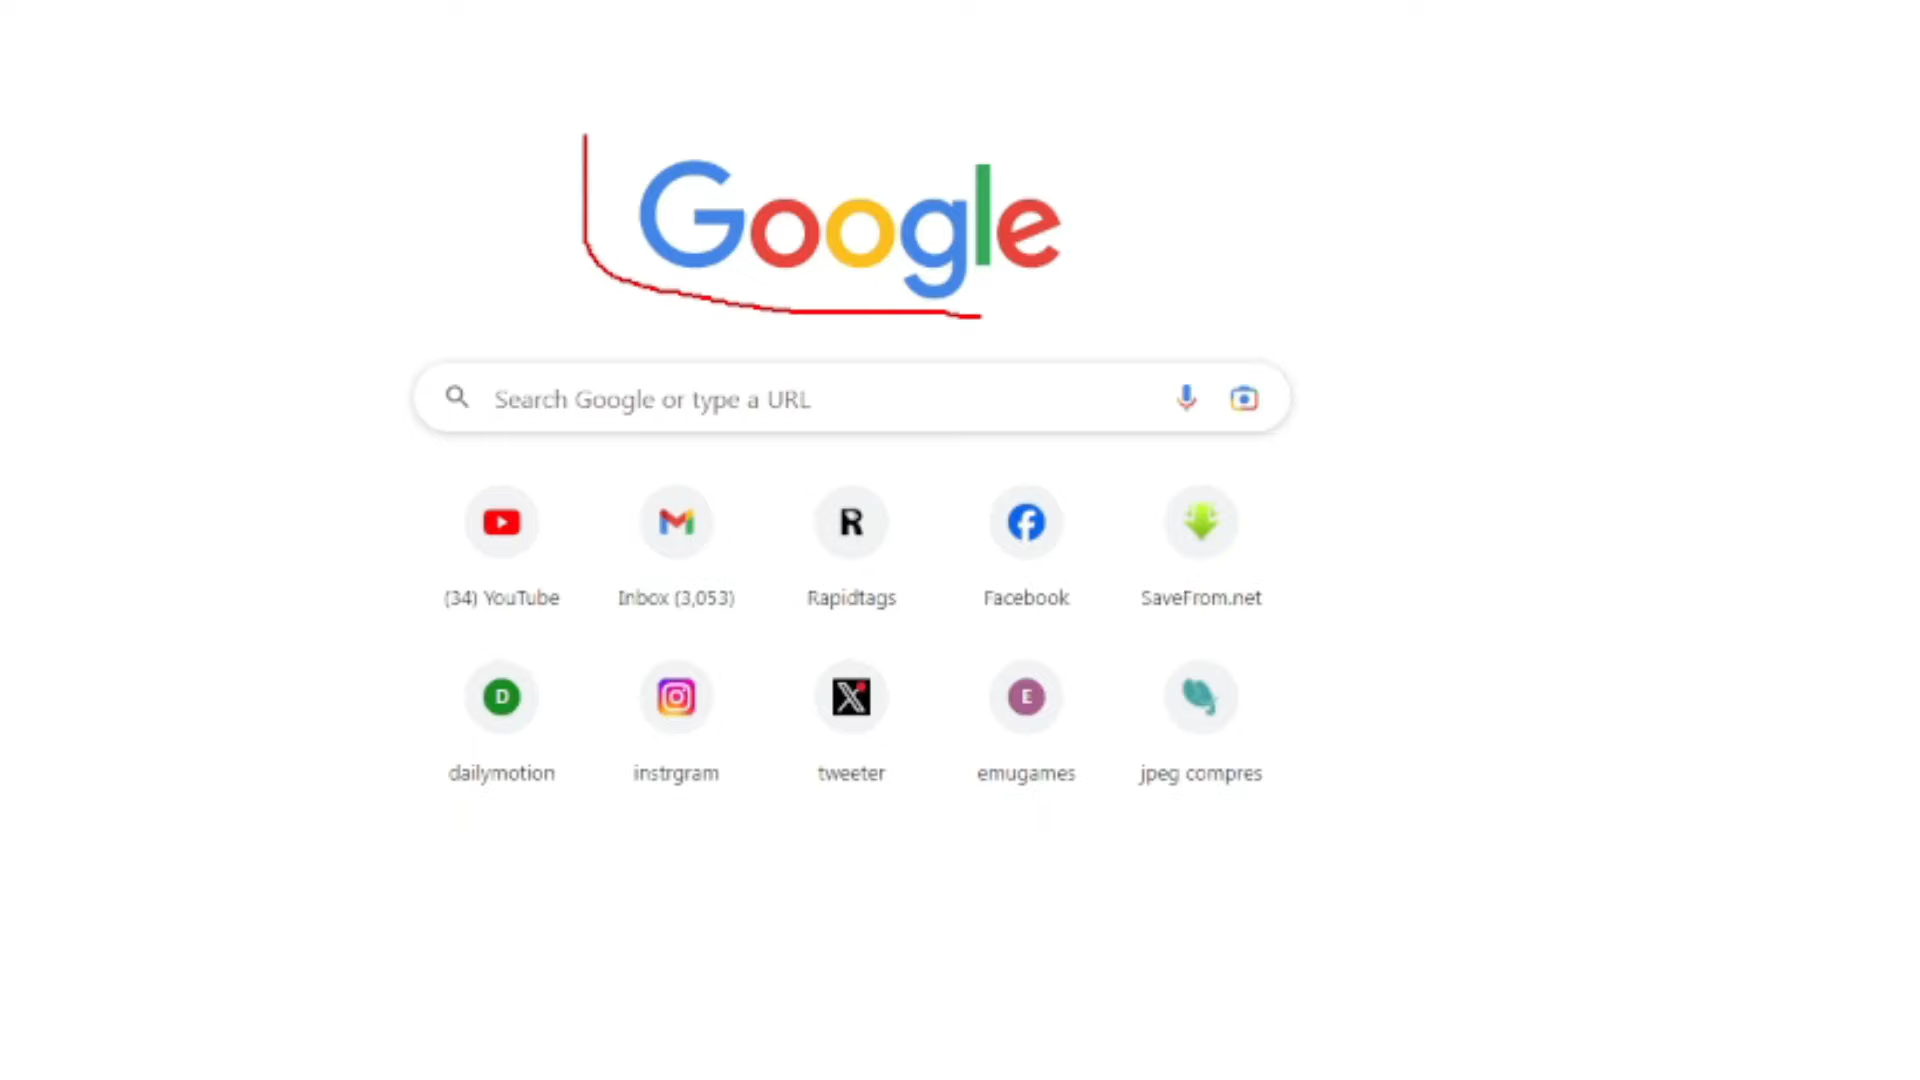 Google
Search Google or type a URL
R
(34) YouTube Inbox (3,053) Rapidtags Facebook SaveFrom.net
D E
dailymotion instrgram tweeter emugames jpeg compres